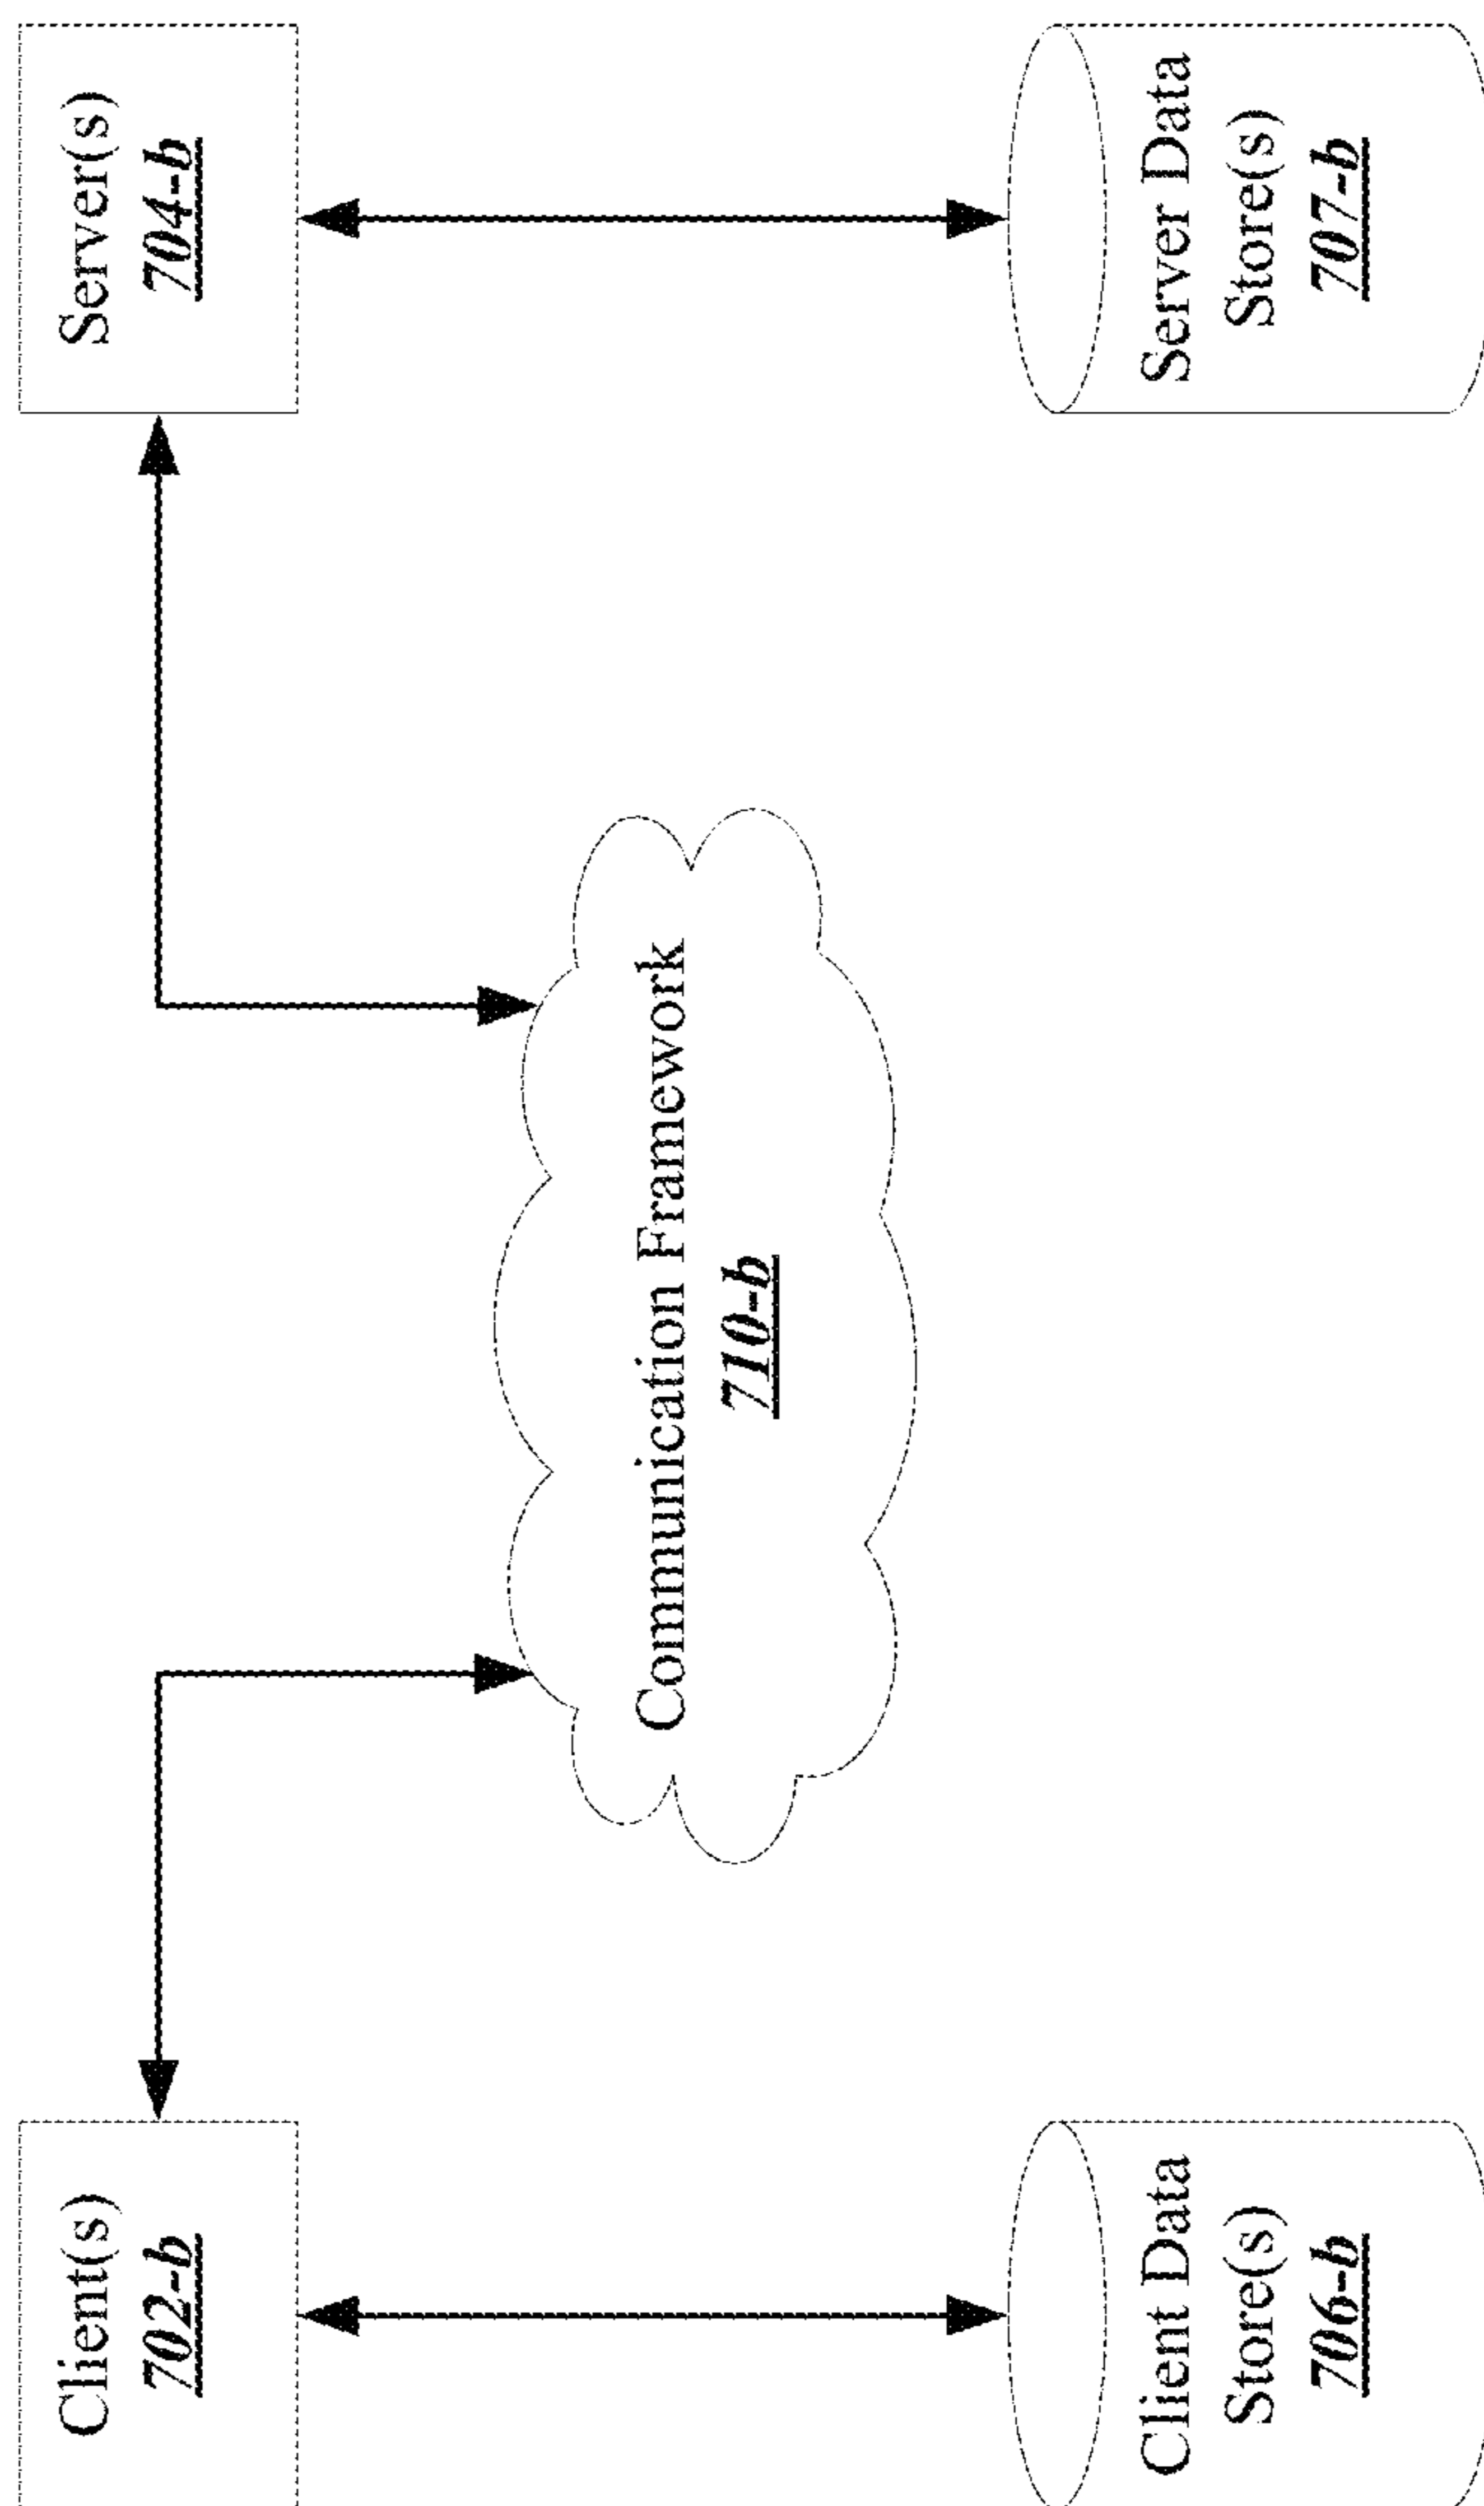 Client(s)
702-b
Server(s)
704-b
Communication Framework
710-b
Client Data
Store(s)
706-b
Server Data
Store(s)
707-b